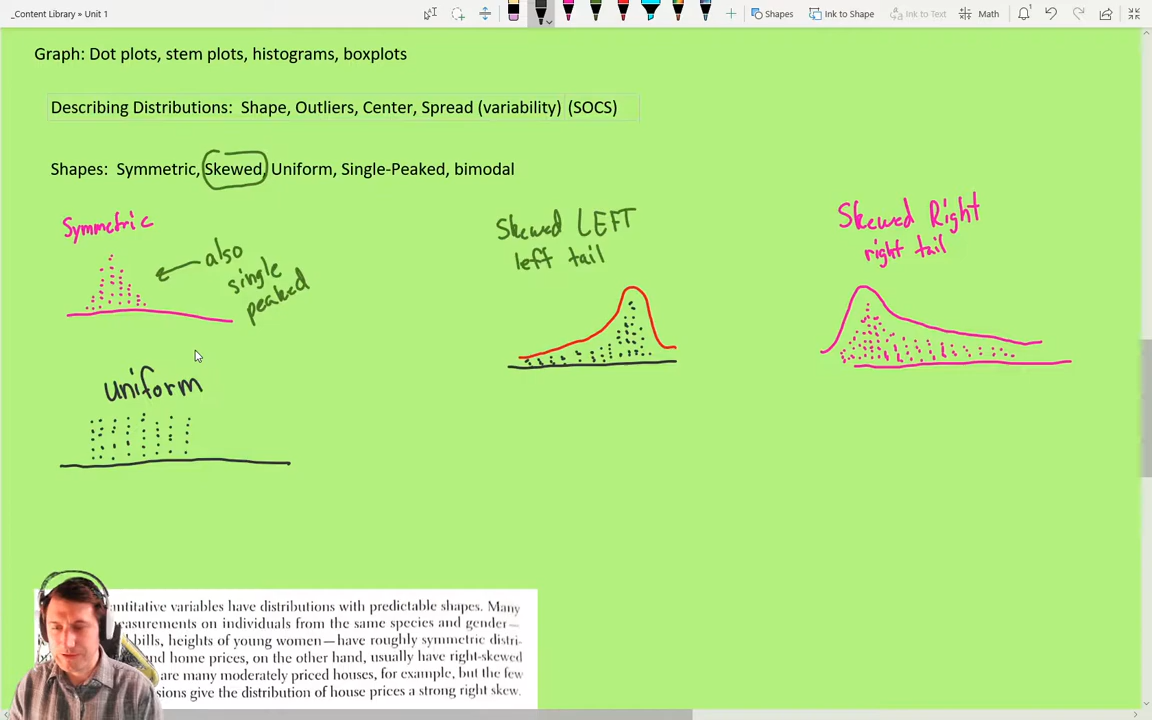 _Content Library » Unit 1
Shapes
Ink to Shape
Ink to Text
Math
Graph: Dot plots, stem plots, histograms, boxplots
Describing Distributions: Shape, Outliers, Center, Spread (variability) (SOCS)
Shapes: Symmetric, Skewed, Uniform, Single-Peaked, bimodal
Symmetric
also
single
peaked
Skewed LEFT
left tail
Skewed Right
right tail
uniform
antitative variables have distributions with predictable shapes. Many
easurements on individuals from the same species and gender—
bills, heights of young women—have roughly symmetric distri-
and home prices, on the other hand, usually have right-skewed
are many moderately priced houses, for example, but the few
sions give the distribution of house prices a strong right skew.